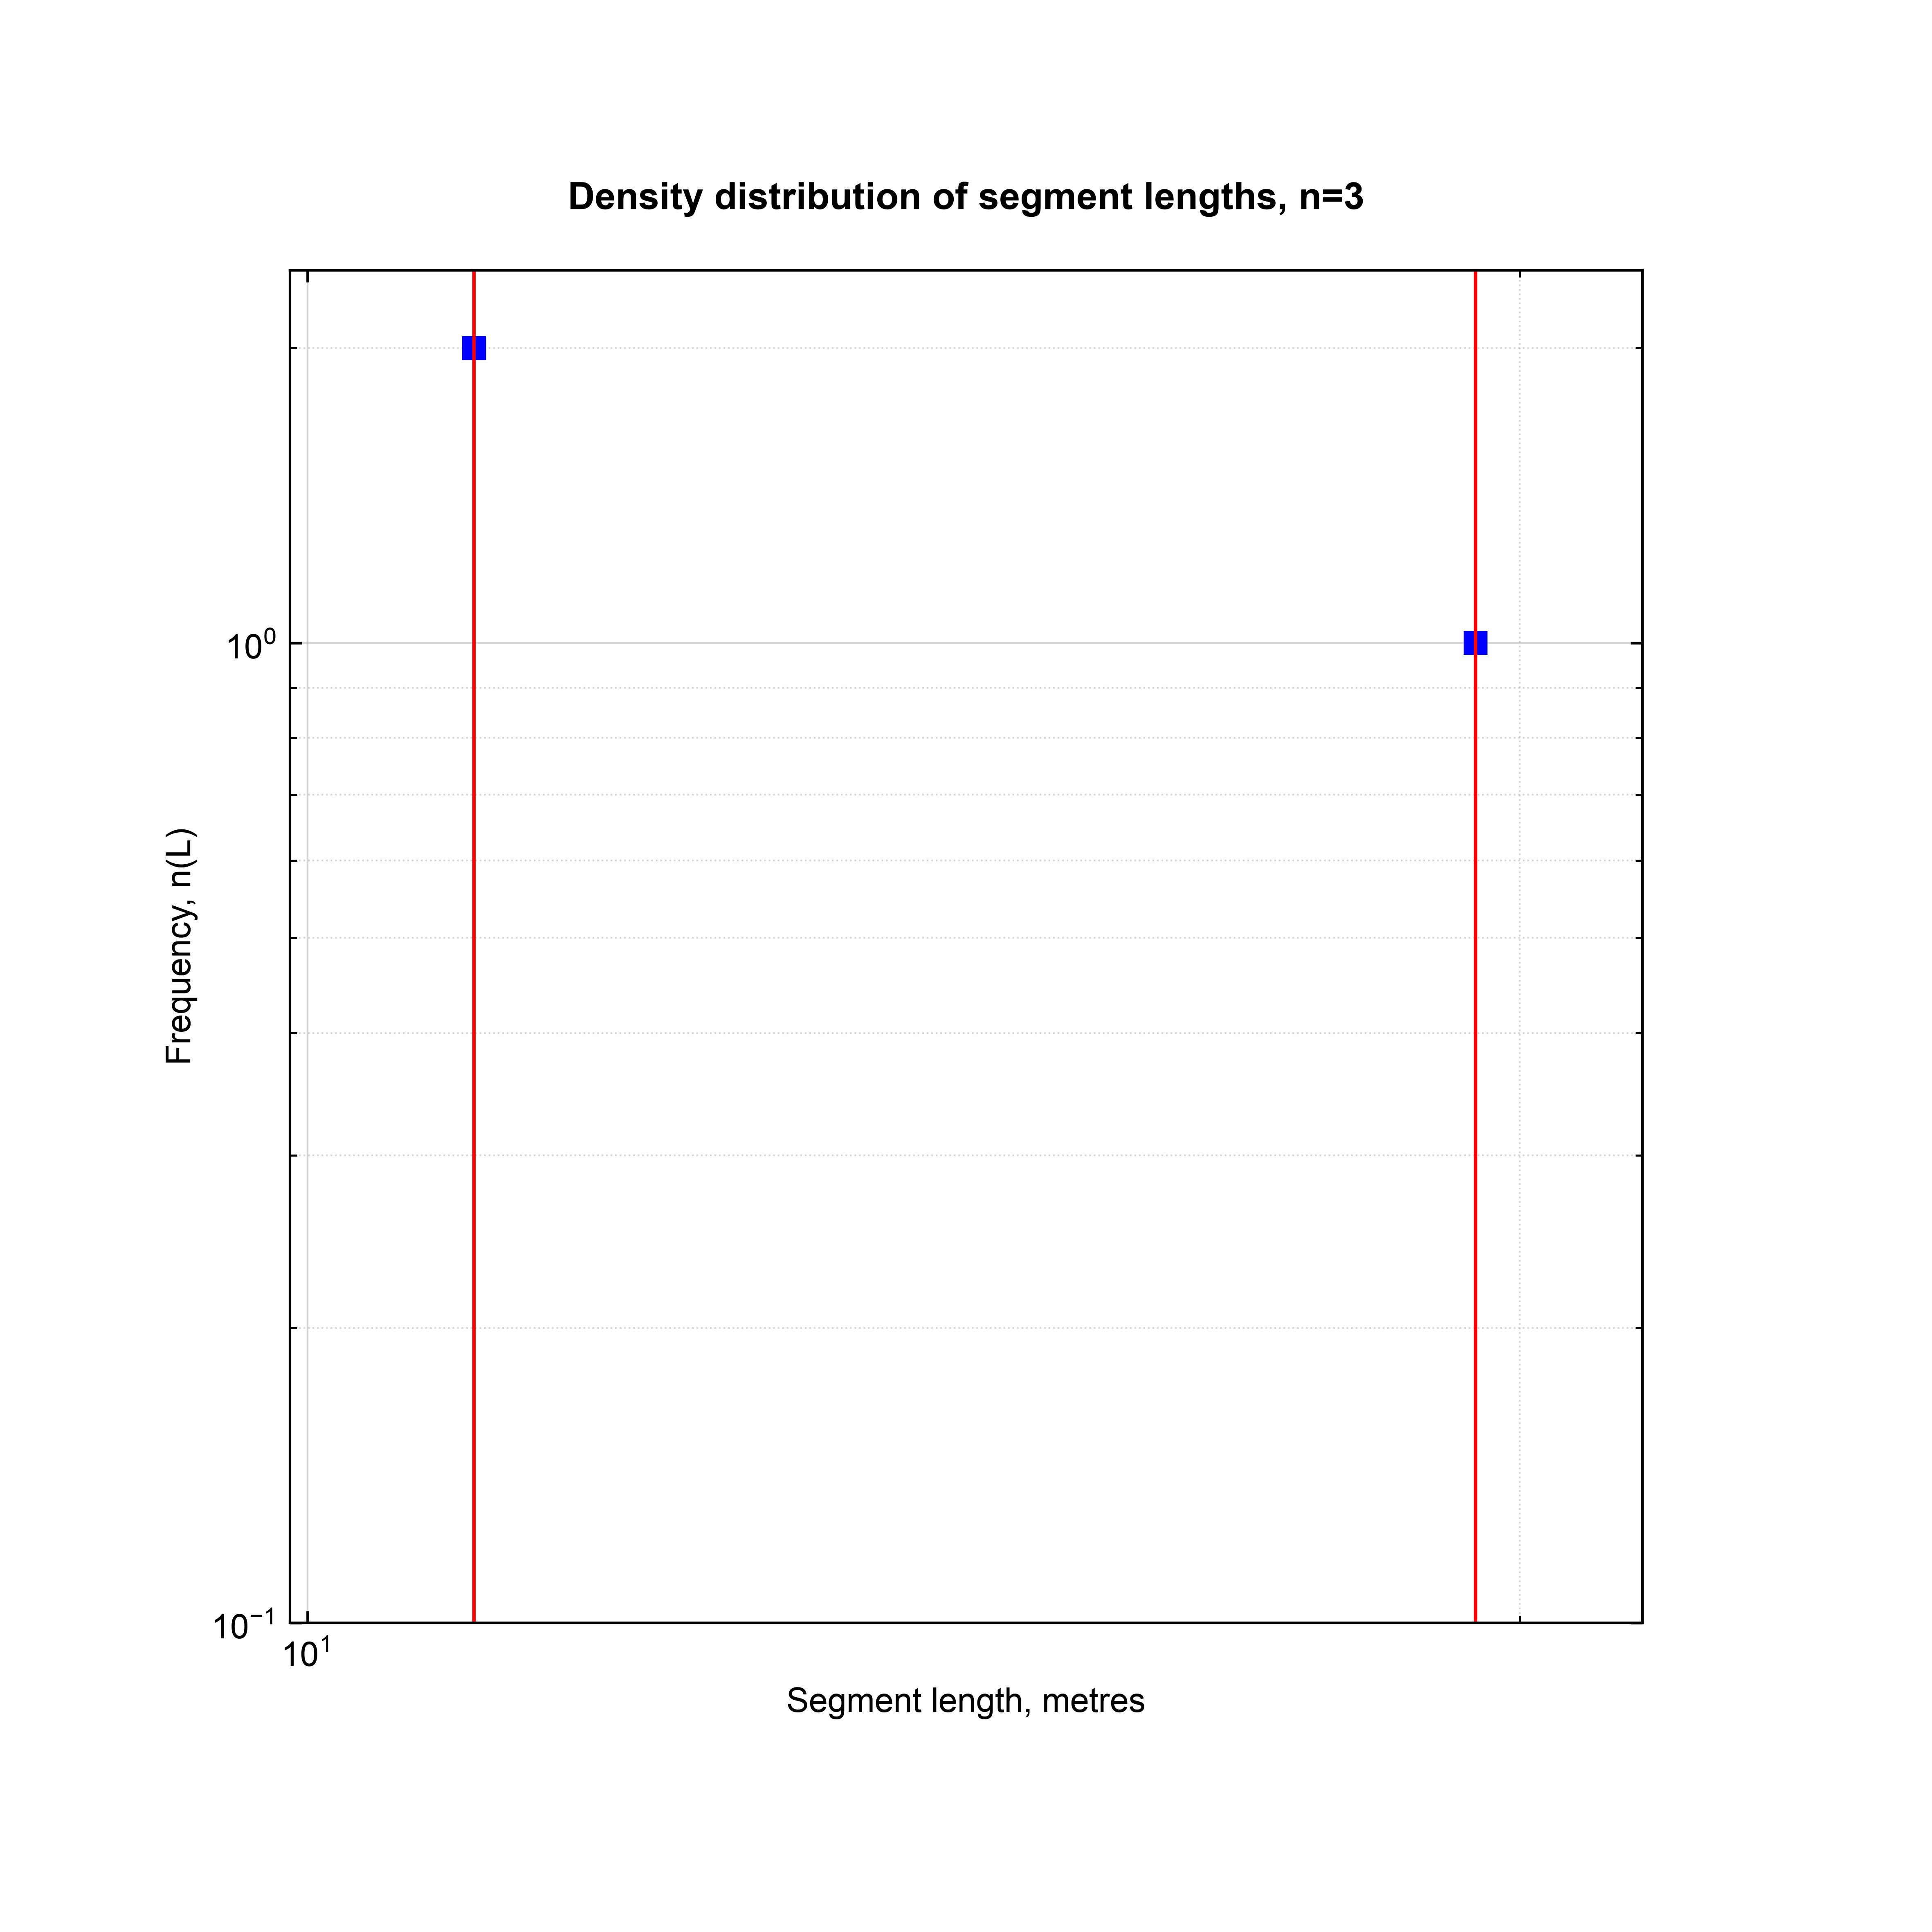 Density distribution of segment lengths, n=3
10⁰
Frequency, n(L)
10⁻¹
10¹
Segment length, metres